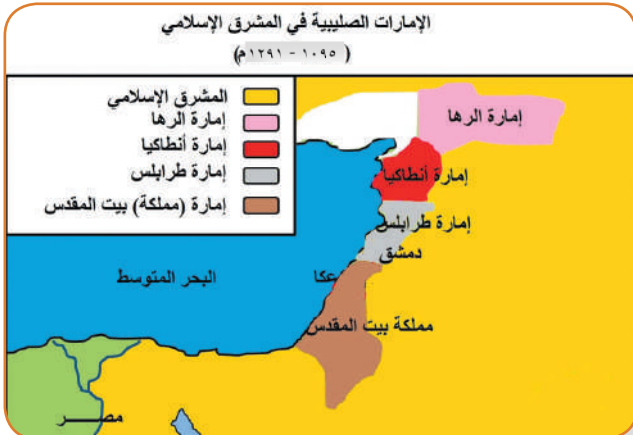 الإمارات الصليبية في المشرق الإسلامي
(١٠٩٥ - ١٢٩١م)
المشرق الإسلامي
إمارة الرها
إمارة أنطاكيا
إمارة طرابلس
إمارة (مملكة) بيت المقدس
إمارة الرها
إمارة أنطاكيا
إمارة طرابلس
دمشق
عكا
البحر المتوسط
مملكة بيت المقدس
مصـــر